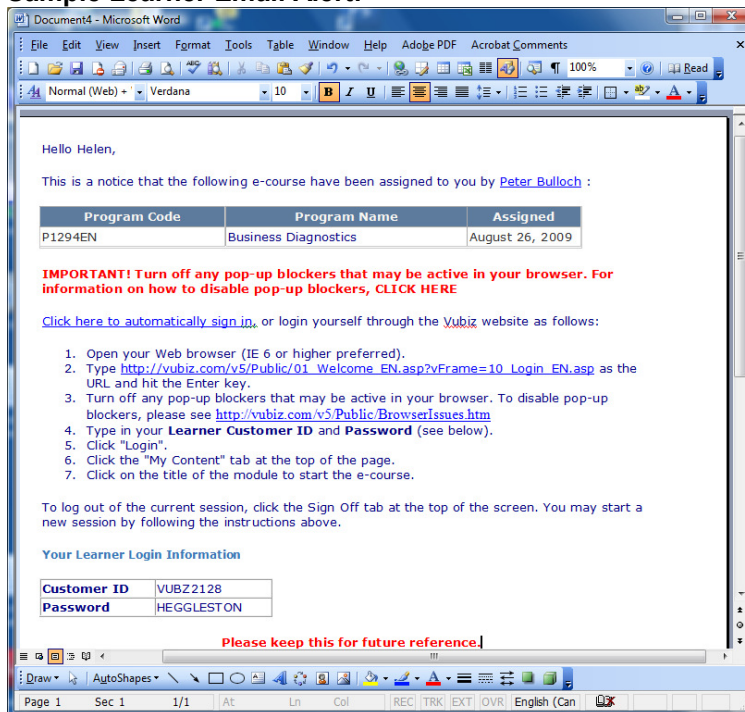 Document4 - Microsoft Word
File Edit View Insert Format Tools Table Window Help Adobe PDF Acrobat Comments
100% Read
Normal (Web) + Verdana 10 B I U
Hello Helen,
This is a notice that the following e-course have been assigned to you by Peter Bulloch :
Program Code Program Name Assigned
P1294EN Business Diagnostics August 26, 2009
IMPORTANT! Turn off any pop-up blockers that may be active in your browser. For
information on how to disable pop-up blockers, CLICK HERE
Click here to automatically sign in, or login yourself through the Vubiz website as follows:
1. Open your Web browser (IE 6 or higher preferred).
2. Type http://vubiz.com/v5/Public/01_Welcome_EN.asp?vFrame=10_Login_EN.asp as the
URL and hit the Enter key.
3. Turn off any pop-up blockers that may be active in your browser. To disable pop-up
blockers, please see http://vubiz.com/v5/Public/BrowserIssues.htm
4. Type in your Learner Customer ID and Password (see below).
5. Click "Login".
6. Click the "My Content" tab at the top of the page.
7. Click on the title of the module to start the e-course.
To log out of the current session, click the Sign Off tab at the top of the screen. You may start a
new session by following the instructions above.
Your Learner Login Information
Customer ID VUBZ2128
Password HEGGLESTON
Please keep this for future reference.
Draw AutoShapes
Page 1 Sec 1 1/1 At Ln Col REC TRK EXT OVR English (Can